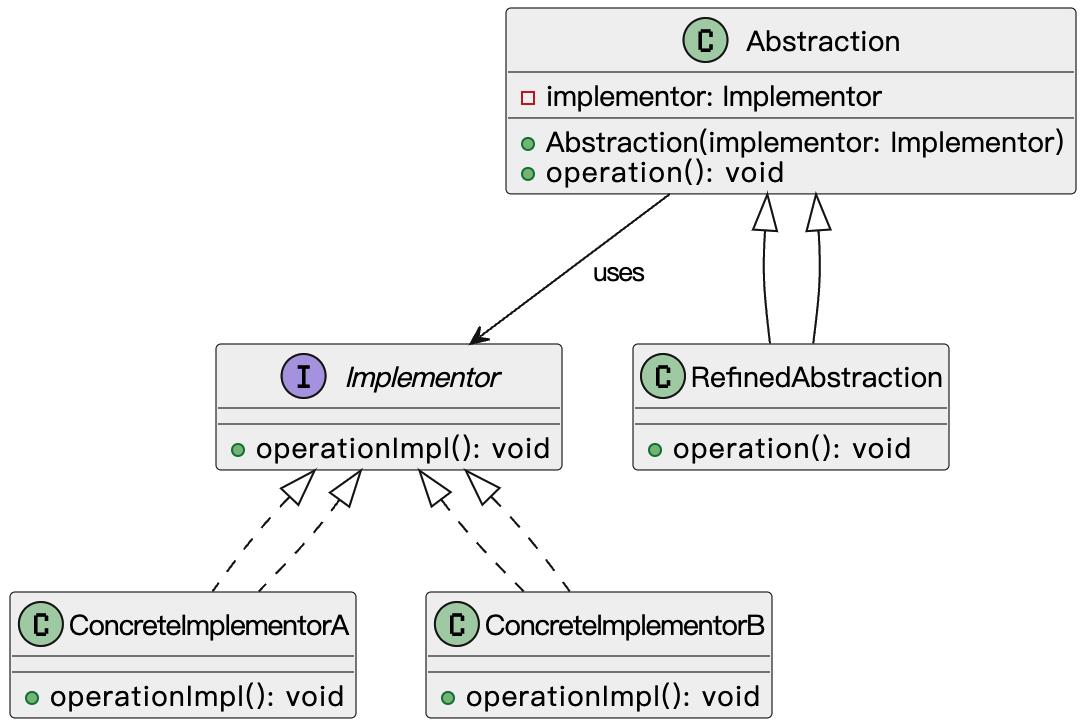 C Abstraction
implementor: Implementor
Abstraction(implementor: Implementor)
operation(): void
uses
I Implementor
operationImpl(): void
C RefinedAbstraction
operation(): void
C ConcreteImplementorA
operationImpl(): void
C ConcreteImplementorB
operationImpl(): void